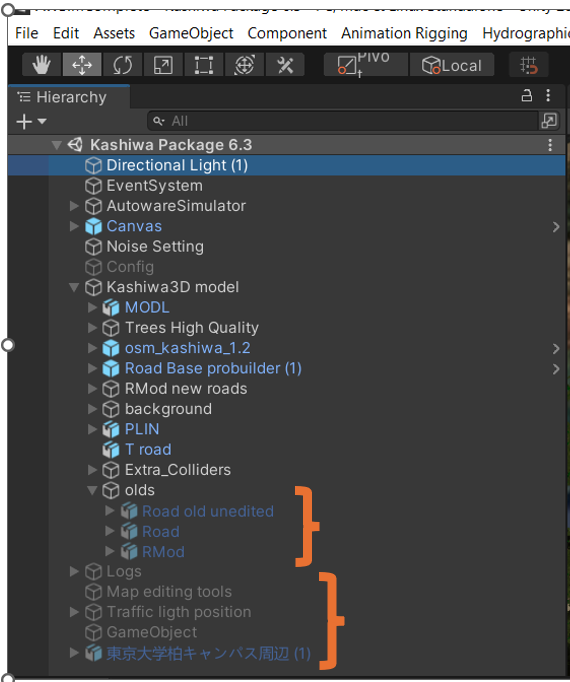 File Edit Assets GameObject Component Animation Rigging Hydrographic
Pivo
t
Local
Hierarchy
All
Kashiwa Package 6.3
Directional Light (1)
EventSystem
AutowareSimulator
Canvas
Noise Setting
Config
Kashiwa3D model
MODL
Trees High Quality
osm_kashiwa_1.2
Road Base probuilder (1)
RMod new roads
background
PLIN
T road
Extra_Colliders
olds
Road old unedited
Road
RMod
Logs
Map editing tools
Traffic ligth position
GameObject
東京大学柏キャンパス周辺 (1)